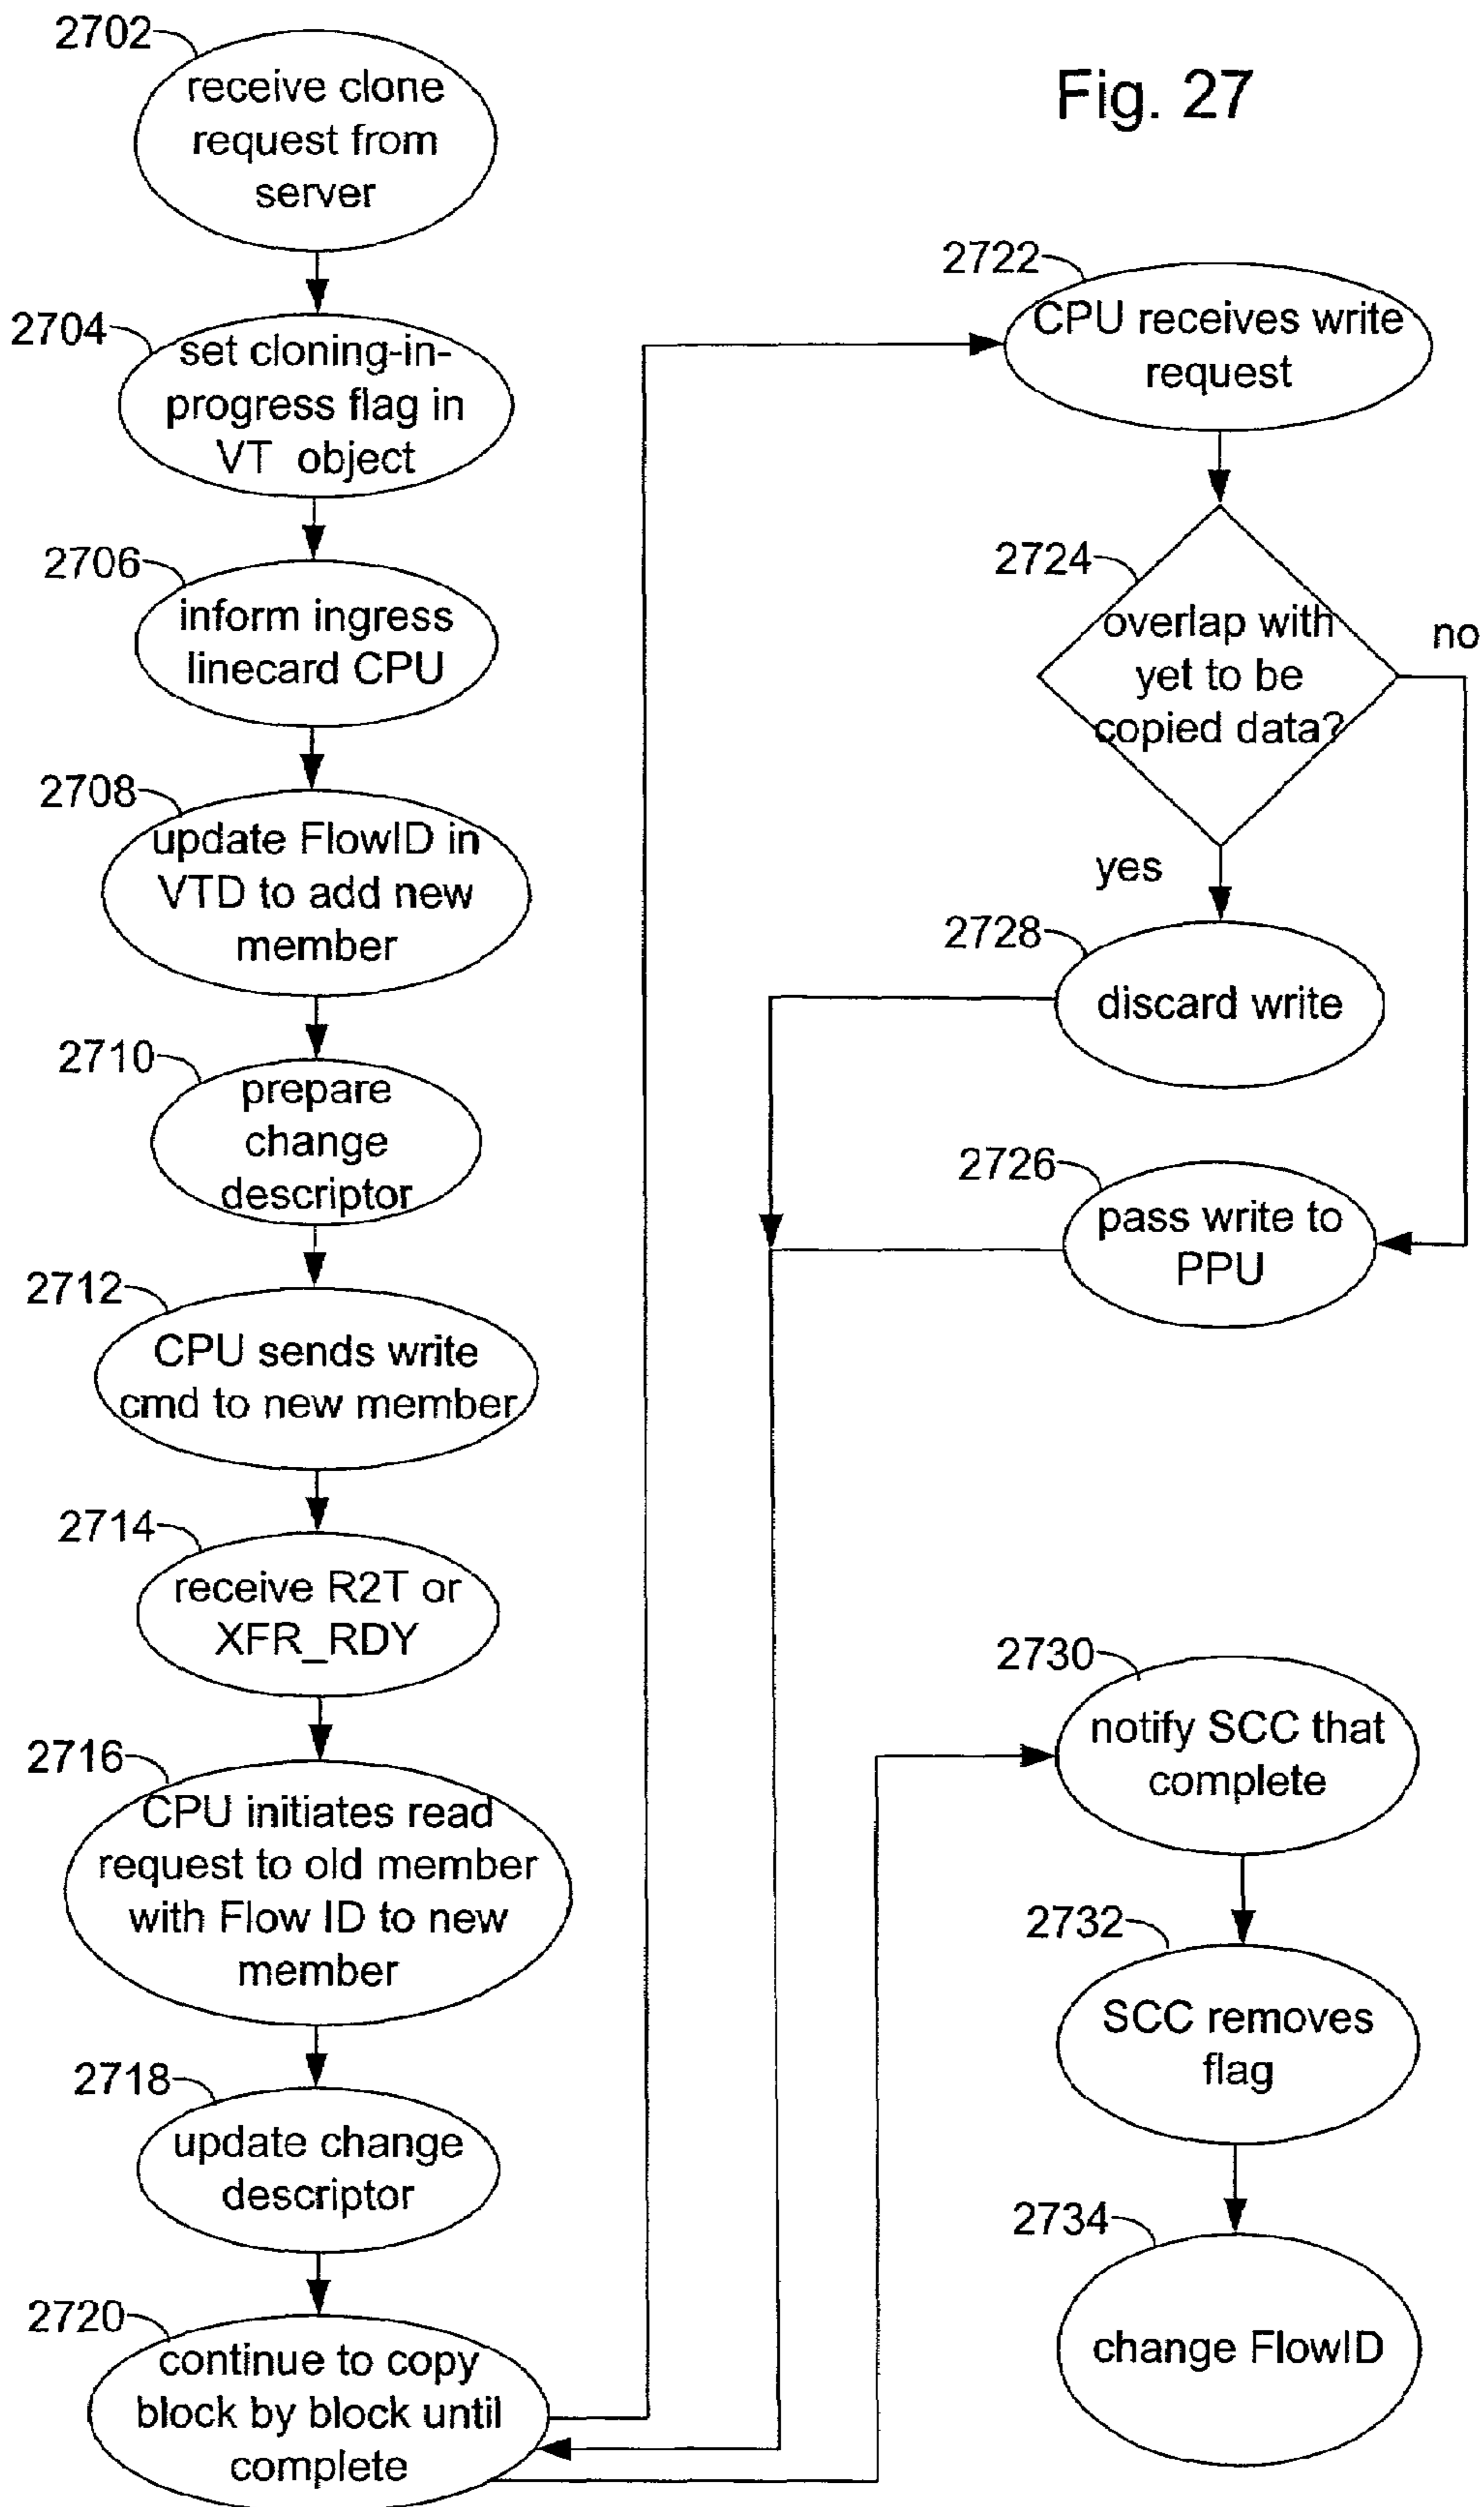 2702
receive clone
request from
server
2704
set cloning-in-
progress flag in
VT object
2706
inform ingress
linecard CPU
2708
update FlowID in
VTD to add new
member
2710
prepare
change
descriptor
2712
CPU sends write
cmd to new member
2714
receive R2T or
XFR_RDY
2716
CPU initiates read
request to old member
with Flow ID to new
member
2718
update change
descriptor
2720
continue to copy
block by block until
complete
Fig. 27
2722
CPU receives write
request
2724
overlap with
yet to be
copied data?
no
yes
2728
discard write
2726
pass write to
PPU
2730
notify SCC that
complete
2732
SCC removes
flag
2734
change FlowID